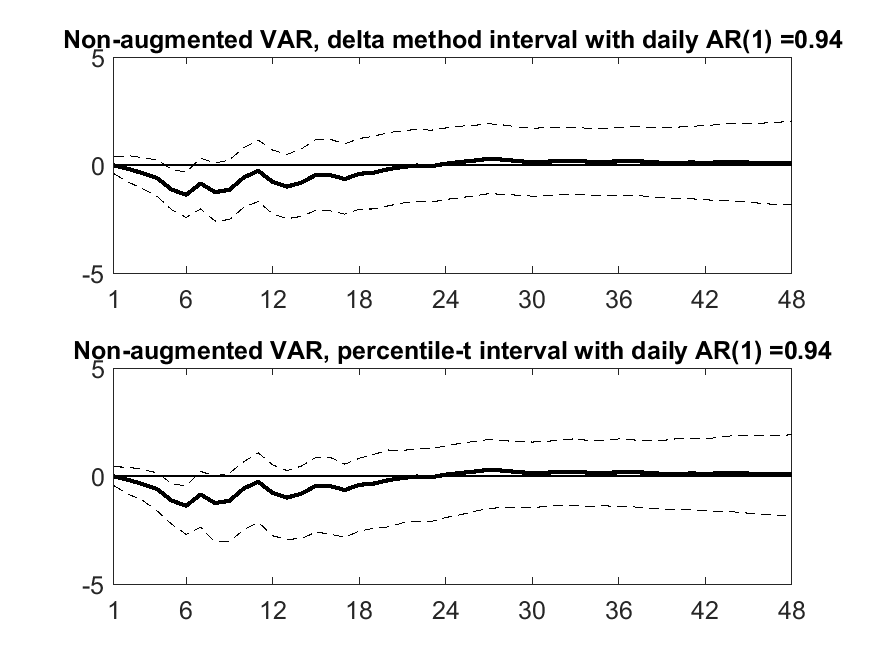 Non-augmented VAR, delta method interval with daily AR(1) =0.94
5
0
-5
1 6 12 18 24 30 36 42 48
Non-augmented VAR, percentile-t interval with daily AR(1) =0.94
5
0
-5
1 6 12 18 24 30 36 42 48